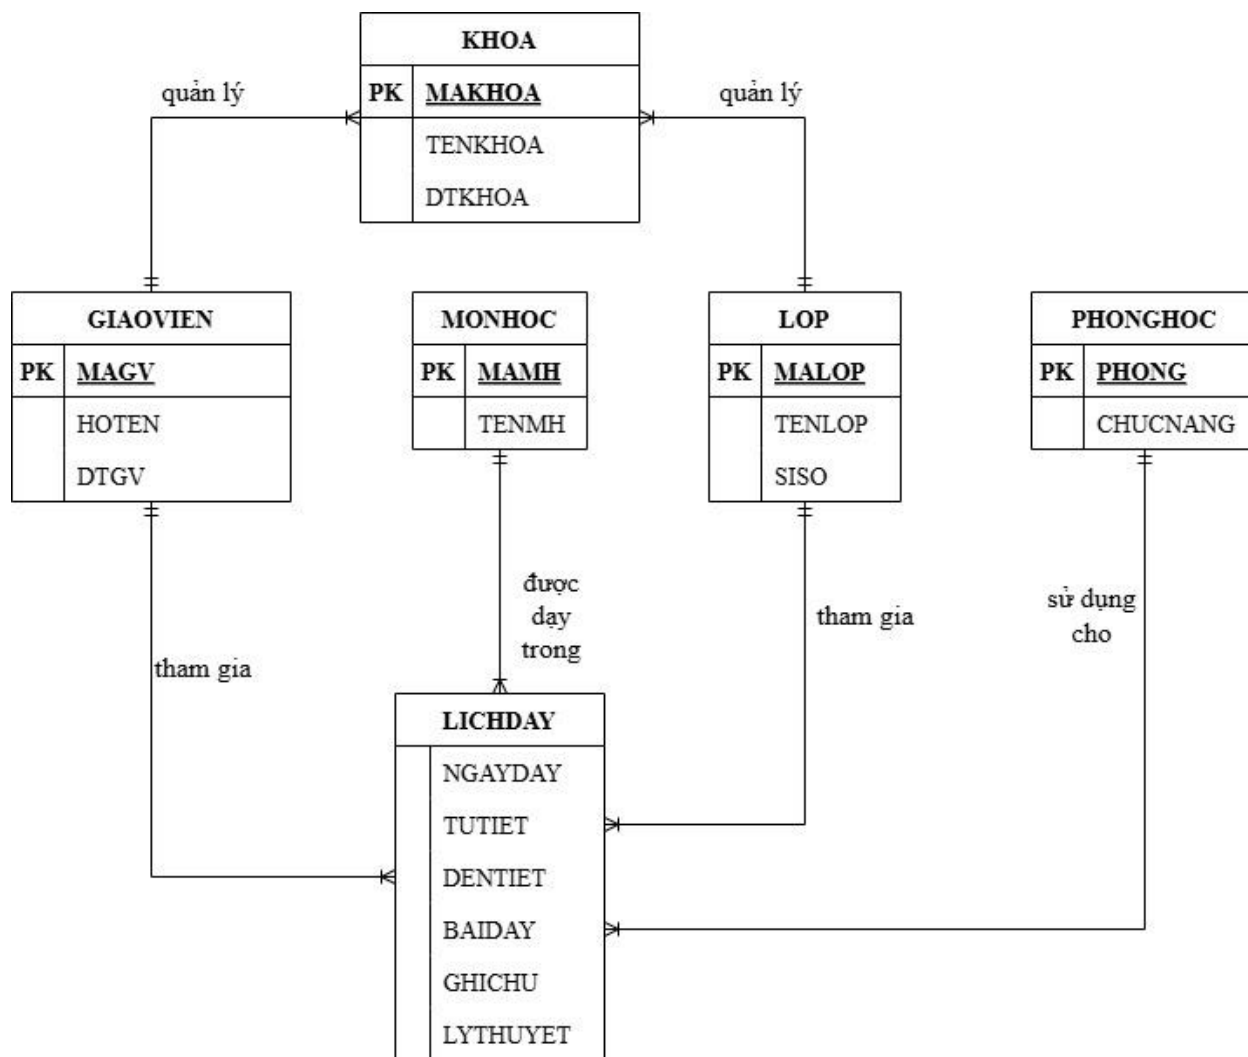 KHOA
quản lý
PK MAKHOA
quản lý
TENKHOA
DTKHOA
GIAOVIEN
PK MAGV
HOTEN
DTGV
MONHOC
PK MAMH
TENMH
LOP
PK MALOP
TENLOP
SISO
PHONGHOC
PK PHONG
CHUCNANG
tham gia
được
dạy
trong
tham gia
sử dụng
cho
LICHDAY
NGAYDAY
TUTIET
DENTIET
BAIDAY
GHICHU
LYTHUYET